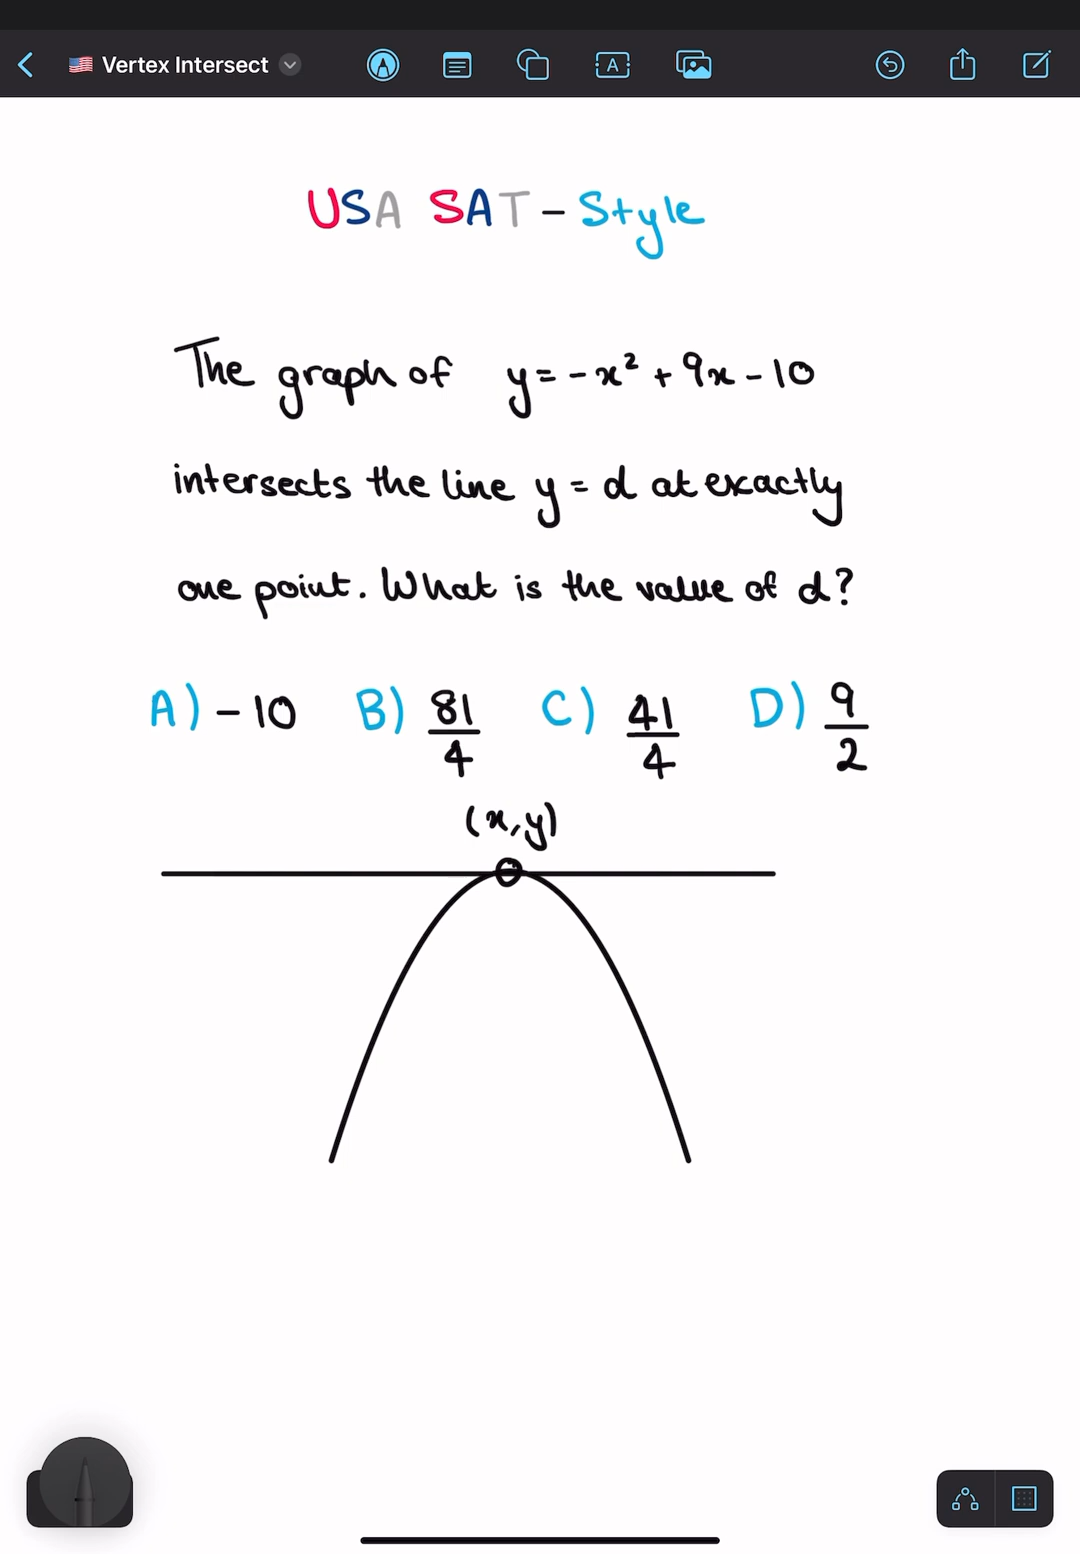 🇺🇸 Vertex Intersect
USA SAT - Style
The graph of y = -x² + 9x - 10
intersects the line y = d at exactly
one point. What is the value of d?
A) -10 B) 81/4 C) 41/4 D) 9/2
(x,y)